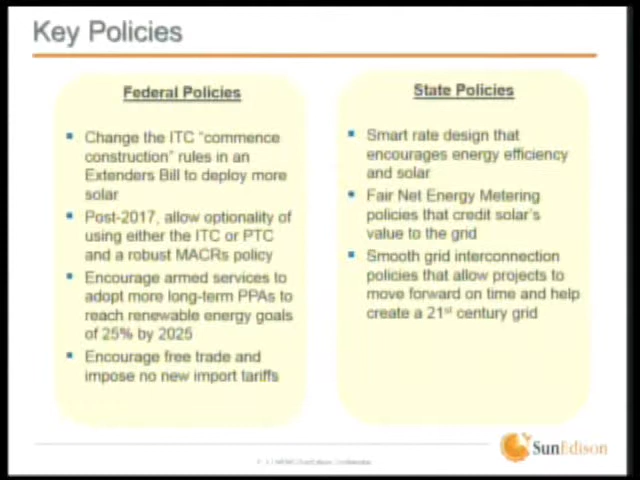 Key Policies
Federal Policies
Change the ITC "commence
construction" rules in an
Extenders Bill to deploy more
solar
Post-2017, allow optionality of
using either the ITC or PTC
and a robust MACRs policy
Encourage armed services to
adopt more long-term PPAs to
reach renewable energy goals
of 25% by 2025
Encourage free trade and
impose no new import tariffs
State Policies
Smart rate design that
encourages energy efficiency
and solar
Fair Net Energy Metering
policies that credit solar's
value to the grid
Smooth grid interconnection
policies that allow projects to
move forward on time and help
create a 21st century grid
SunEdison